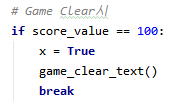 # Game Clear시
if score_value == 100:
    x = True
    game_clear_text()
    break